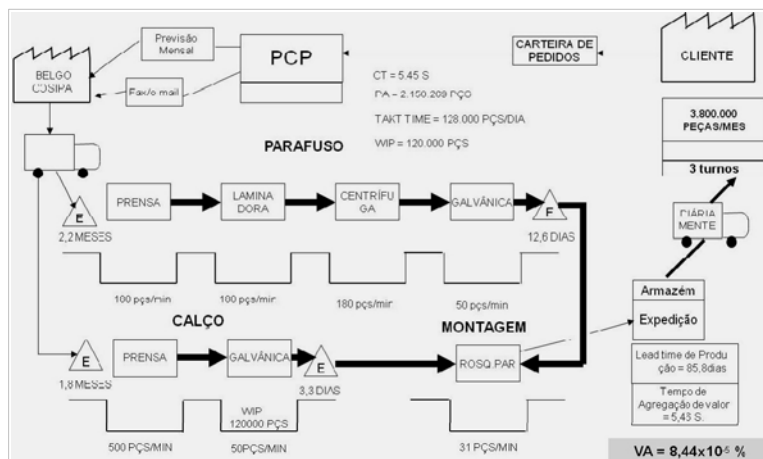 Previsão
Mensal
BELGO
COSIPA
Fax/o mail
PCP
CARTEIRA DE
PEDIDOS
CLIENTE
CT = 5,45 S
PA = 2.150.209 PÇS
TAKT TIME = 128.000 PÇS/DIA
WIP = 120.000 PÇS
3.800.000
PEÇAS/MES
3 turnos
PARAFUSO
E
2,2 MESES
PRENSA
LAMINA
DORA
CENTRÍFU
GA
GALVÂNICA
F
12,6 DIAS
DIÁRIA
MENTE
100 pçs/min
100 pçs/min
180 pçs/min
50 pçs/min
Armazém
Expedição
CALÇO
MONTAGEM
E
1,8 MESES
PRENSA
GALVÂNICA
E
3,3 DIAS
ROSQ.PAR
Lead time de Produ
ção = 85,8dias
Tempo de
Agregação de valor
WIP
120000 PÇS
500 PÇS/MIN
50PÇS/MIN
31 PÇS/MIN
VA = 8,44x10-5 %